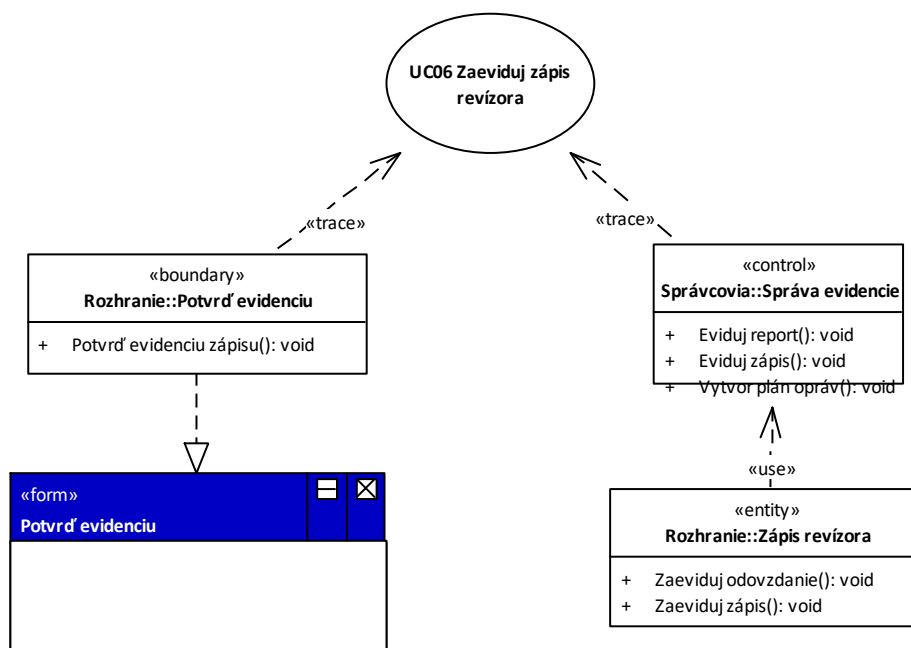 UC06 Zaeviduj zápis
revízora
«trace»
«trace»
«boundary»
Rozhranie::Potvrď evidenciu
+ Potvrď evidenciu zápisu(): void
«control»
Správcovia::Správa evidencie
+ Eviduj report(): void
+ Eviduj zápis(): void
+ Vytvor plán opráv(): void
«use»
«form»
Potvrď evidenciu
«entity»
Rozhranie::Zápis revízora
+ Zaeviduj odovzdanie(): void
+ Zaeviduj zápis(): void